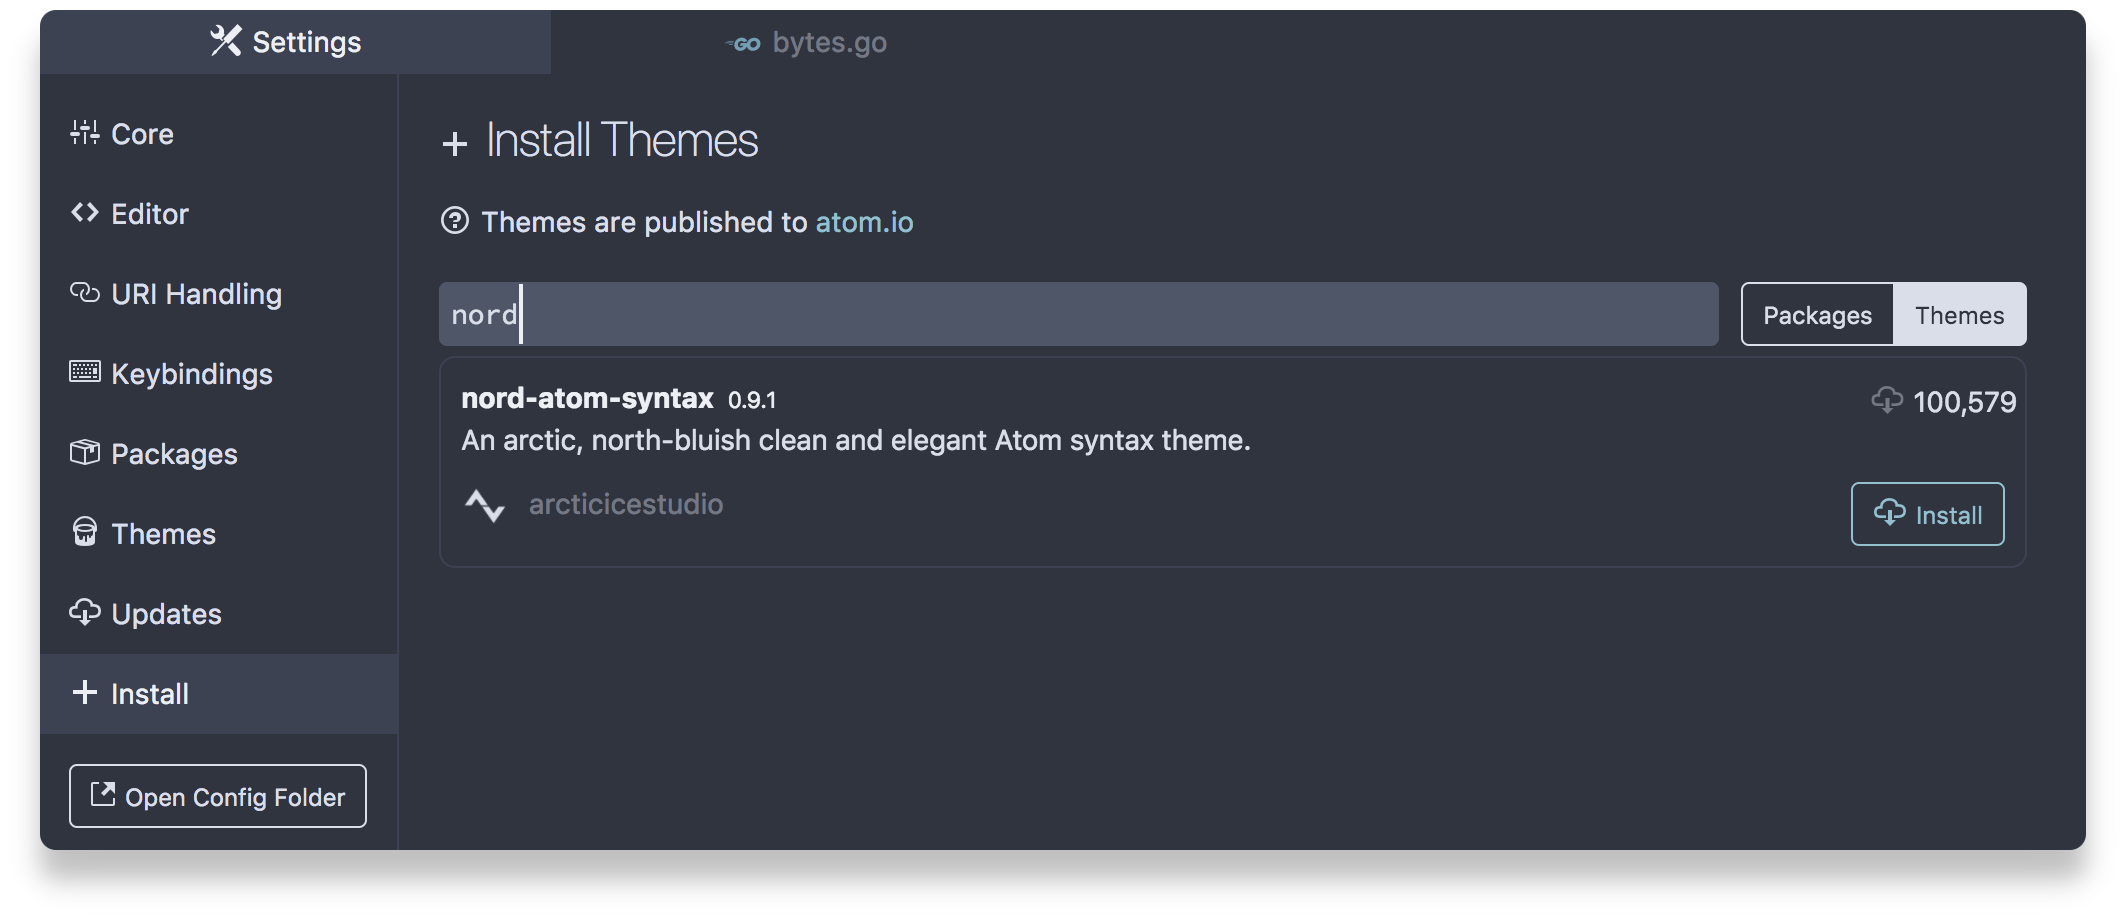 Settings
GO bytes.go
Core
Editor
URI Handling
Keybindings
Packages
Themes
Updates
Install
Open Config Folder
Install Themes
Themes are published to atom.io
nord
Packages Themes
nord-atom-syntax 0.9.1
100,579
An arctic, north-bluish clean and elegant Atom syntax theme.
arcticicestudio
Install